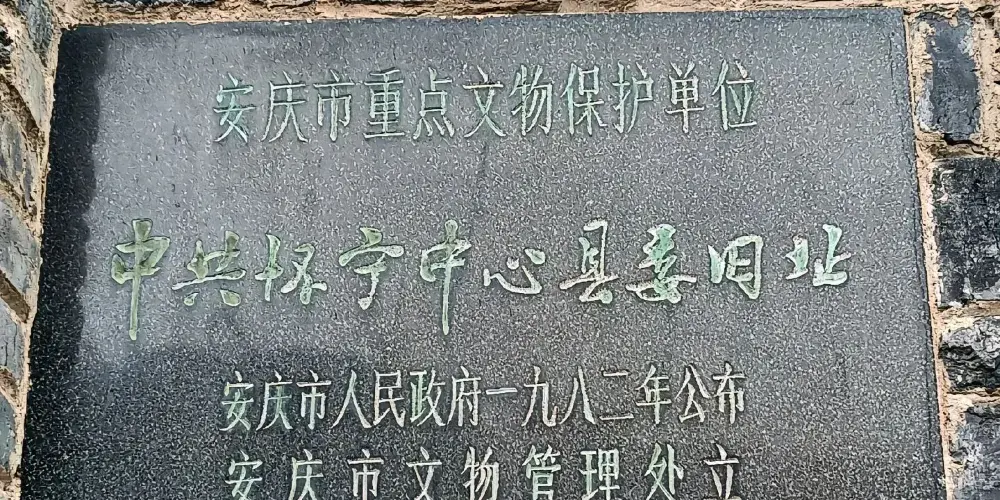 安庆市重点文物保护单位
中共怀宁中心县委旧址
安庆市人民政府一九八二年公布
安庆市文物管理处立